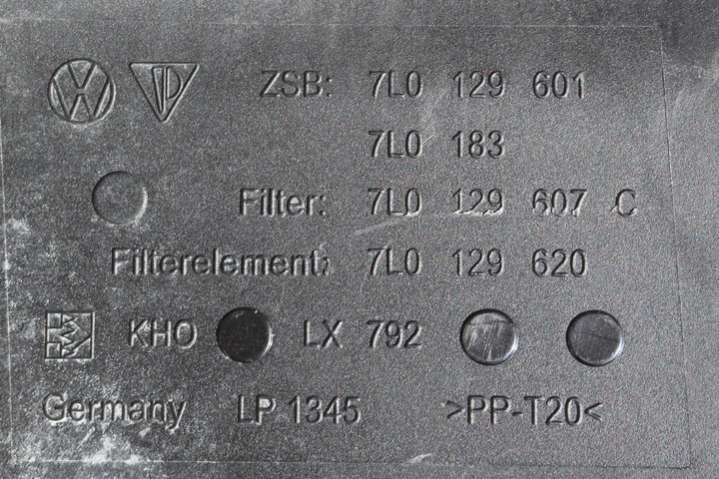 ZSB: 7L0 129 601
7L0 183
Filter: 7L0 129 607 C
Filterelement: 7L0 129 620
KHO LX 792
Germany LP 1345 >PP-T20<